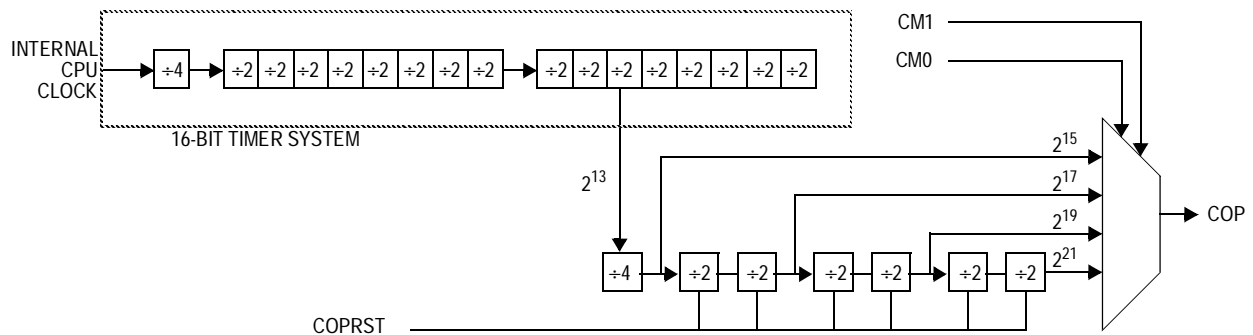 INTERNAL
CPU
CLOCK
÷4
÷2 ÷2 ÷2 ÷2 ÷2 ÷2 ÷2 ÷2
÷2 ÷2 ÷2 ÷2 ÷2 ÷2 ÷2 ÷2
16-BIT TIMER SYSTEM
CM1
CM0
2^13
2^15
2^17
2^19
2^21
COP
÷4 ÷2 ÷2 ÷2 ÷2 ÷2 ÷2
COPRST